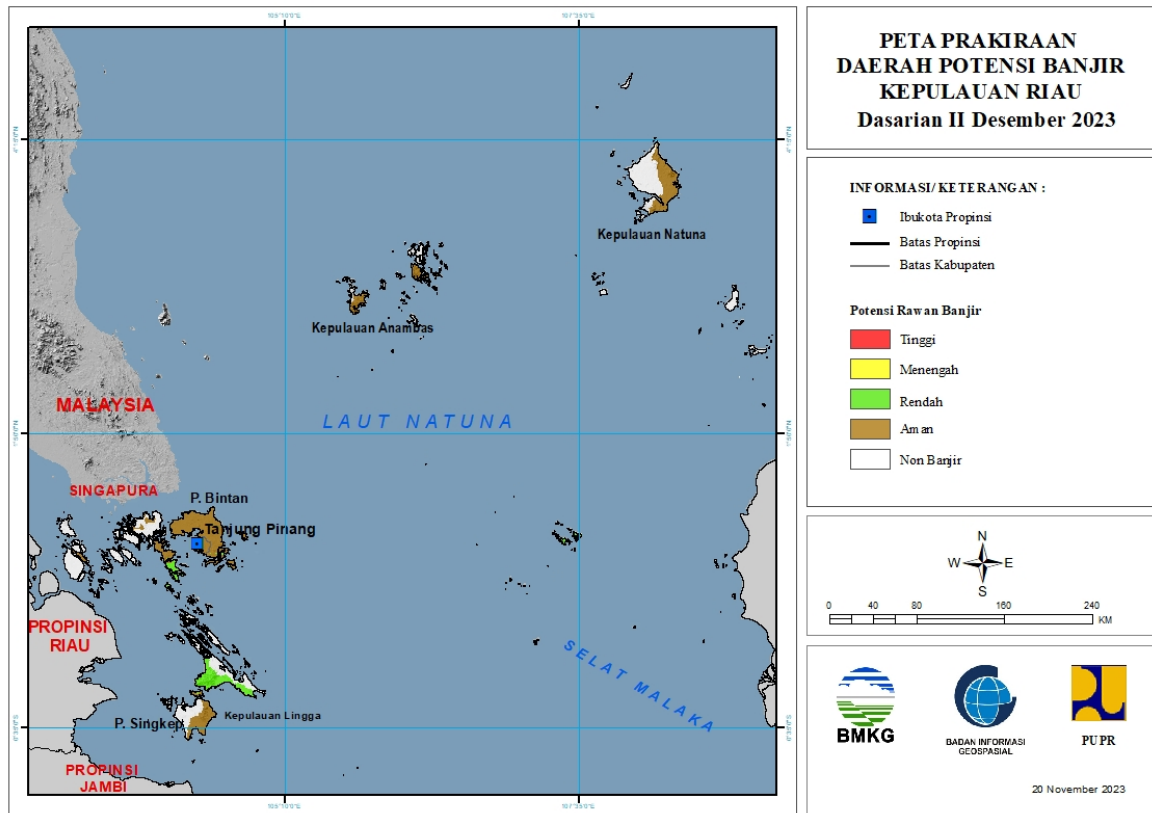 PETA PRAKIRAAN
DAERAH POTENSI BANJIR
KEPULAUAN RIAU
Dasarian II Desember 2023
INFORMASI/ KETERANGAN :
Ibukota Propinsi
Batas Propinsi
Batas Kabupaten
Potensi Rawan Banjir
Tinggi
Menengah
Rendah
Aman
Non Banjir
N
W E
S
0 40 80 160 240
KM
BMKG
BADAN INFORMASI
GEOSPASIAL
PUPR
20 November 2023
Kepulauan Natuna
Kepulauan Anambas
MALAYSIA
LAUT NATUNA
SINGAPURA
P. Bintan
Tanjung Pinang
PROPINSI
RIAU
SELAT MALAKA
P. Singkep
Kepulauan Lingga
PROPINSI
JAMBI